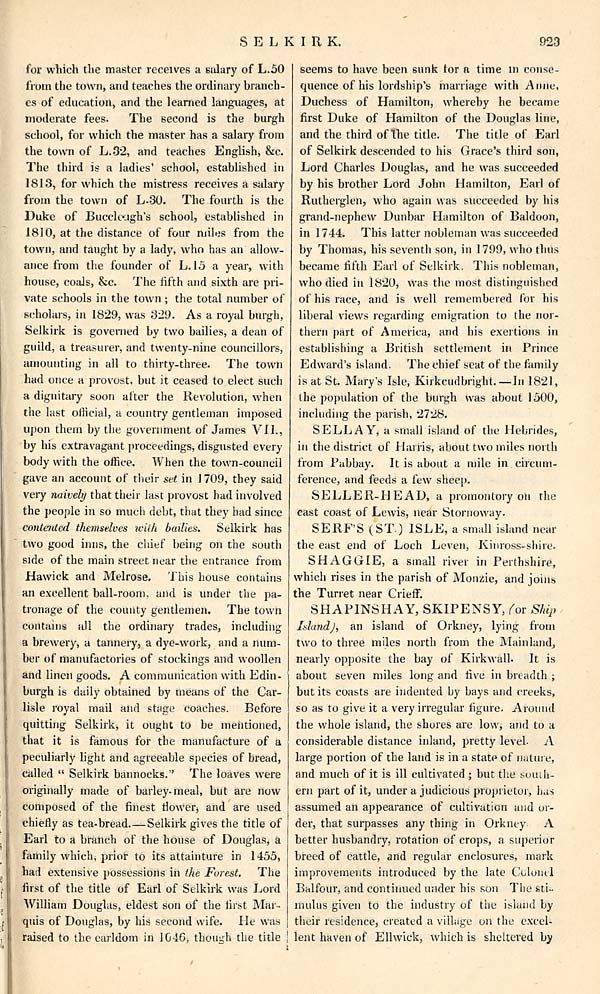 SELKIRK.
923
for which the master receives a salary of L.50
from the town, and teaches the ordinary branch-
es of education, and the learned languages, at
moderate fees. The second is the burgh
school, for which the master has a salary from
the town of L.32, and teaches English, &c.
The third is a ladies' school, established in
1813, for which the mistress receives a salary
from the town of L.30. The fourth is the
Duke of Buccleugh's school, established in
1810, at the distance of four miles from the
town, and taught by a lady, who has an allow-
ance from the founder of L.15 a year, with
house, coals, &c. The fifth and sixth are pri-
vate schools in the town; the total number of
scholars, in 1829, was 329. As a royal burgh,
Selkirk is governed by two bailies, a dean of
guild, a treasurer, and twenty-nine councillors,
amounting in all to thirty-three. The town
had once a provost, but it ceased to elect such
a dignitary soon after the Revolution, when
the last official, a country gentleman imposed
upon them by the government of James VII.,
by his extravagant proceedings, disgusted every
body with the office. When the town-council
gave an account of their set in 1709, they said
very naively that their last provost had involved
the people in so much debt, that they had since
contented themselves with bailies. Selkirk has
two good inns, the chief being on the south
side of the main street near the entrance from
Hawick and Melrose. This house contains
an excellent ball-room, and is under the pa-
tronage of the county gentlemen. The town
contains all the ordinary trades, including
a brewery, a tannery, a dye-work, and a num-
ber of manufactories of stockings and woollen
and linen goods. A communication with Edin-
burgh is daily obtained by means of the Car-
lisle royal mail and stage coaches. Before
quitting Selkirk, it ought to be mentioned,
that it is famous for the manufacture of a
peculiarly light and agreeable species of bread,
called " Selkirk bannocks." The loaves were
originally made of barley-meal, but are now
composed of the finest flower, and are used
chiefly as tea-bread.—Selkirk gives the title of
Earl to a branch of the house of Douglas, a
family which, prior to its attainture in 1455,
had extensive possessions in the Forest. The
first of the title of Earl of Selkirk was Lord
William Douglas, eldest son of the first Mar-
quis of Douglas, by his second wife. He was
raised to the earldom in 1646, though the title
seems to have been sunk for a time in conse-
quence of his lordship's marriage with Anne,
Duchess of Hamilton, whereby he became
first Duke of Hamilton of the Douglas line,
and the third of the title. The title of Earl
of Selkirk descended to his Grace's third son,
Lord Charles Douglas, and he was succeeded
by his brother Lord John Hamilton, Earl of
Rutherglen, who again was succeeded by his
grand-nephew Dunbar Hamilton of Baldoon,
in 1744. This latter nobleman was succeeded
by Thomas, his seventh son, in 1799, who thus
became fifth Earl of Selkirk. This nobleman,
who died in 1820, was the most distinguished
of his race, and is well remembered for his
liberal views regarding emigration to the nor-
thern part of America, and his exertions in
establishing a British settlement in Prince
Edward's island. The chief seat of the family
is at St. Mary's Isle, Kirkcudbright.—In 1821,
the population of the burgh was about 1500,
including the parish, 2728.
SELLAY, a small island of the Hebrides,
in the district of Harris, about two miles north
from Pabbay. It is about a mile in circum-
ference, and feeds a few sheep.
SELLER-HEAD, a promontory on the
east coast of Lewis, near Stornoway.
SERF'S (ST.) ISLE, a small island near
the east end of Loch Leven, Kinross-shire.
SHAGGIE, a small river in Perthshire,
which rises in the parish of Monzie, and joins
the Turret near Crieff.
SHAPINSHAY, SKIPENSY, (or Ship
Island), an island of Orkney, lying from
two to three miles north from the Mainland,
nearly opposite the bay of Kirkwall. It is
about seven miles long and five in breadth;
but its coasts are indented by bays and creeks,
so as to give it a very irregular figure. Around
the whole island, the shores are low, and to a
considerable distance inland, pretty level. A
large portion of the land is in a state of nature,
and much of it is ill cultivated; but the south-
ern part of it, under a judicious proprietor, has
assumed an appearance of cultivation and or-
der, that surpasses any thing in Orkney. A
better husbandry, rotation of crops, a superior
breed of cattle, and regular enclosures, mark
improvements introduced by the late Colonel
Balfour, and continued under his son The sti-
mulus given to the industry of the island by
their residence, created a village on the excel-
lent haven of Ellwick, which is sheltered by